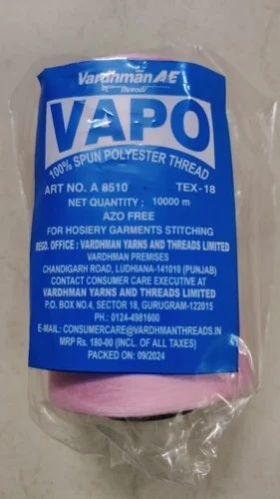 Vardhman A&E
Threads
VAPO
100% SPUN POLYESTER THREAD
ART NO. A 8510 TEX-18
NET QUANTITY : 10000 m
AZO FREE
FOR HOSIERY GARMENTS STITCHING
REGD. OFFICE : VARDHMAN YARNS AND THREADS LIMITED
VARDHMAN PREMISES
CHANDIGARH ROAD, LUDHIANA-141010 (PUNJAB)
CONTACT CONSUMER CARE EXECUTIVE AT
VARDHMAN YARNS AND THREADS LIMITED
P.O. BOX NO.4, SECTOR 18, GURUGRAM-122015
PH.: 0124-4981600
E-MAIL: CONSUMERCARE@VARDHMANTHREADS.IN
MRP Rs. 180-00 (INCL. OF ALL TAXES)
PACKED ON: 09/2024